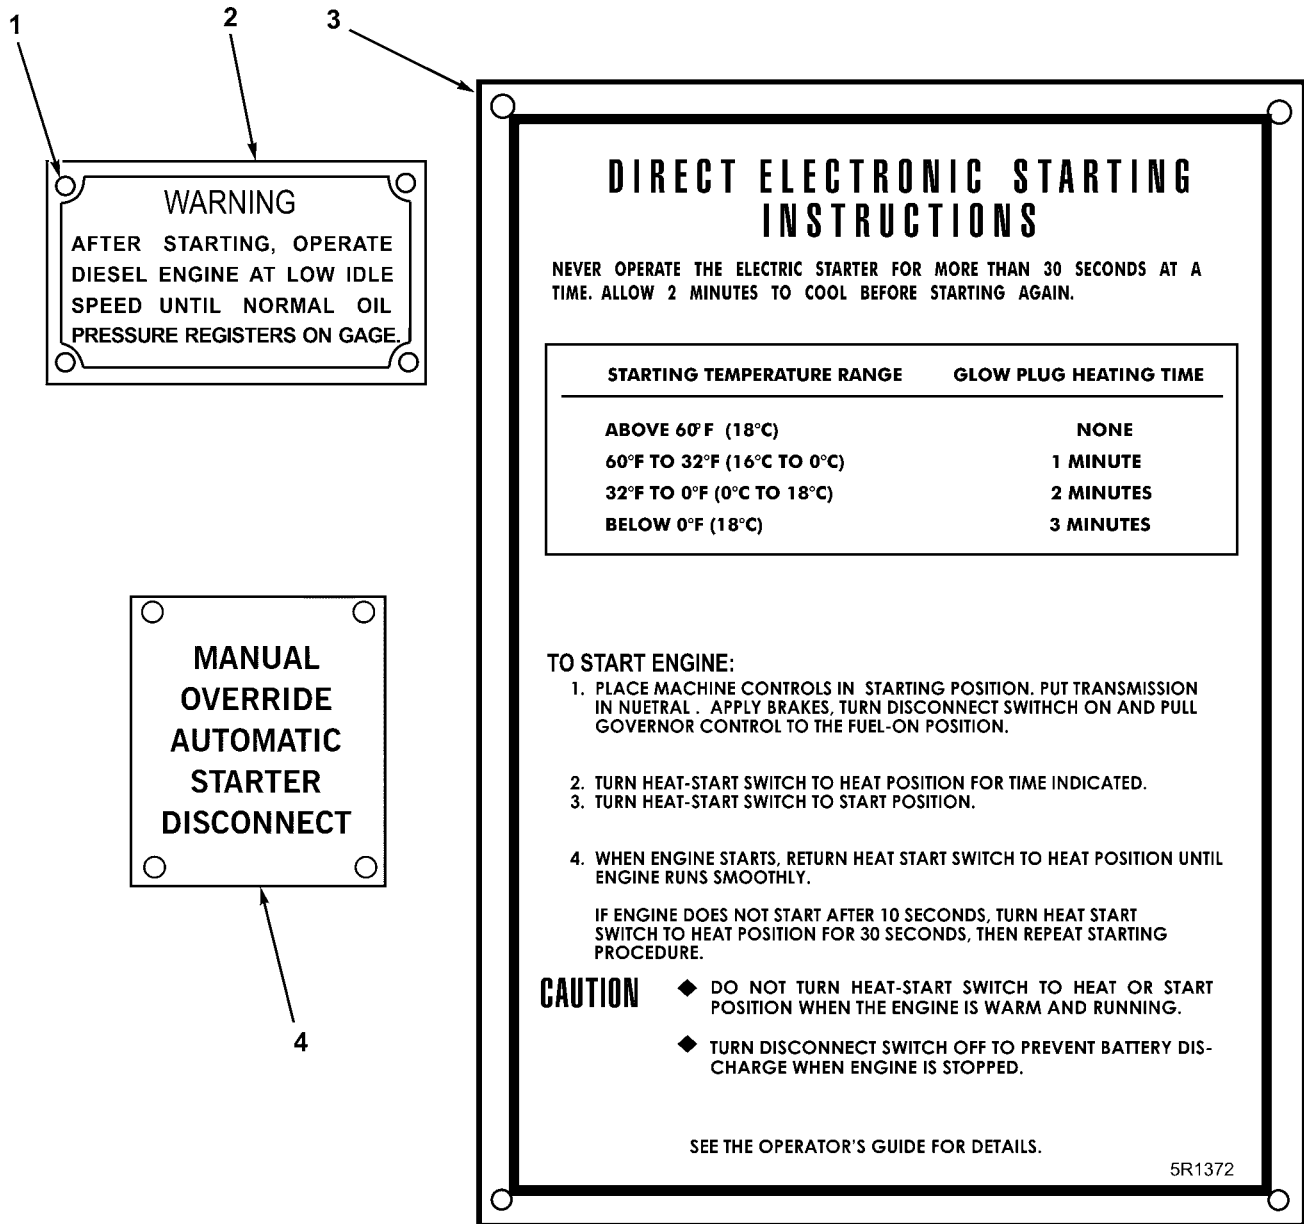 1
2
3
WARNING
AFTER STARTING, OPERATE
DIESEL ENGINE AT LOW IDLE
SPEED UNTIL NORMAL OIL
PRESSURE REGISTERS ON GAGE.
MANUAL
OVERRIDE
AUTOMATIC
STARTER
DISCONNECT
4
DIRECT ELECTRONIC STARTING
INSTRUCTIONS
NEVER OPERATE THE ELECTRIC STARTER FOR MORE THAN 30 SECONDS AT A
TIME. ALLOW 2 MINUTES TO COOL BEFORE STARTING AGAIN.
STARTING TEMPERATURE RANGE GLOW PLUG HEATING TIME
ABOVE 60°F (18°C) NONE
60°F TO 32°F (16°C TO 0°C) 1 MINUTE
32°F TO 0°F (0°C TO 18°C) 2 MINUTES
BELOW 0°F (18°C) 3 MINUTES
TO START ENGINE:
1. PLACE MACHINE CONTROLS IN STARTING POSITION. PUT TRANSMISSION
IN NUETRAL . APPLY BRAKES, TURN DISCONNECT SWITHCH ON AND PULL
GOVERNOR CONTROL TO THE FUEL-ON POSITION.
2. TURN HEAT-START SWITCH TO HEAT POSITION FOR TIME INDICATED.
3. TURN HEAT-START SWITCH TO START POSITION.
4. WHEN ENGINE STARTS, RETURN HEAT START SWITCH TO HEAT POSITION UNTIL
ENGINE RUNS SMOOTHLY.
IF ENGINE DOES NOT START AFTER 10 SECONDS, TURN HEAT START
SWITCH TO HEAT POSITION FOR 30 SECONDS, THEN REPEAT STARTING
PROCEDURE.
CAUTION ◆ DO NOT TURN HEAT-START SWITCH TO HEAT OR START
POSITION WHEN THE ENGINE IS WARM AND RUNNING.
◆ TURN DISCONNECT SWITCH OFF TO PREVENT BATTERY DIS-
CHARGE WHEN ENGINE IS STOPPED.
SEE THE OPERATOR'S GUIDE FOR DETAILS.
5R1372